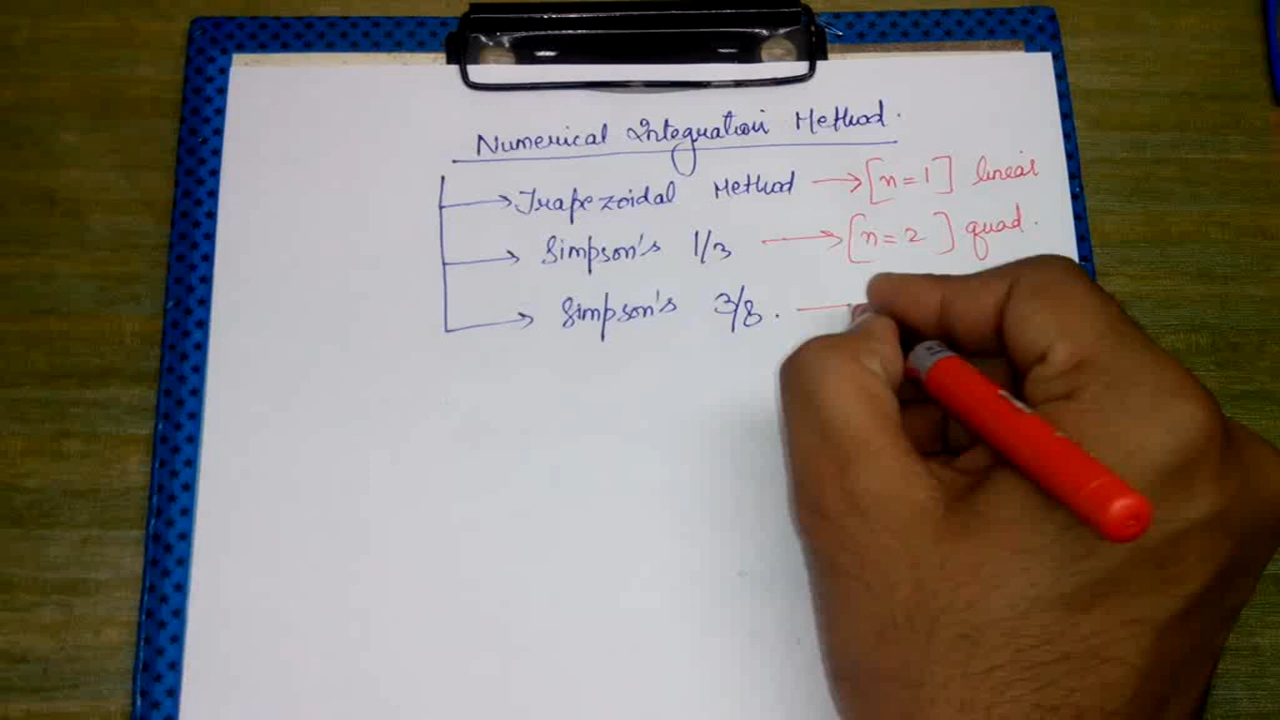 Numerical Integration Method.
Trapezoidal Method → [n=1] linear
Simpson's 1/3 → [n=2] quad.
Simpson's 3/8.